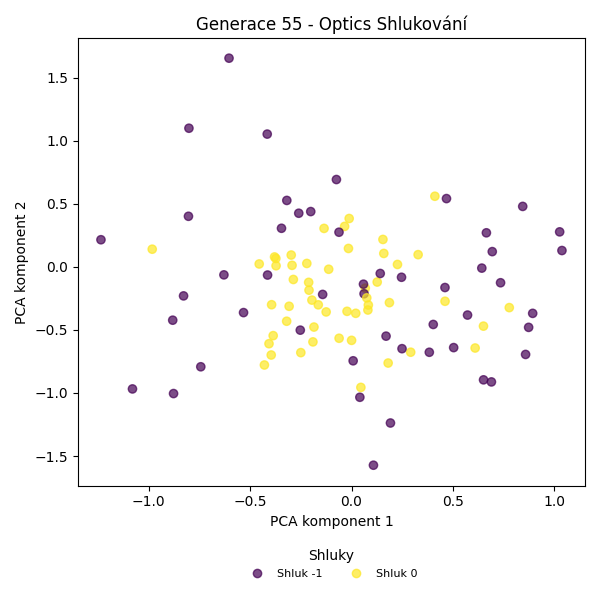 Generace 55 - Optics Shlukování
PCA komponent 2
1.5
1.0
0.5
0.0
−0.5
−1.0
−1.5
−1.0
−0.5
0.0
0.5
1.0
PCA komponent 1
Shluky
Shluk -1
Shluk 0